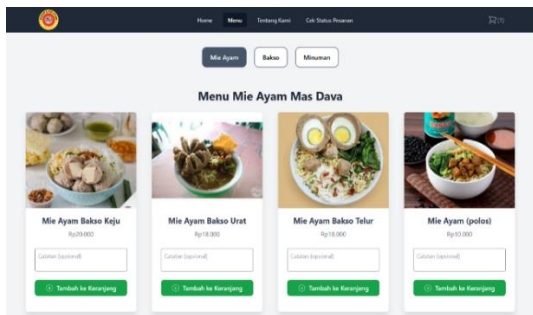 Home Menu Tentang Kami Cek Status Pesanan
Mie Ayam Bakso Minuman
Menu Mie Ayam Mas Dava
Mie Ayam Bakso Keju Mie Ayam Bakso Urat Mie Ayam Bakso Telur Mie Ayam (polos)
Rp20.000 Rp18.000 Rp18.000 Rp10.000
Catatan (opsional) Catatan (opsional) Catatan (opsional) Catatan (opsional)
Tambah ke Keranjang Tambah ke Keranjang Tambah ke Keranjang Tambah ke Keranjang